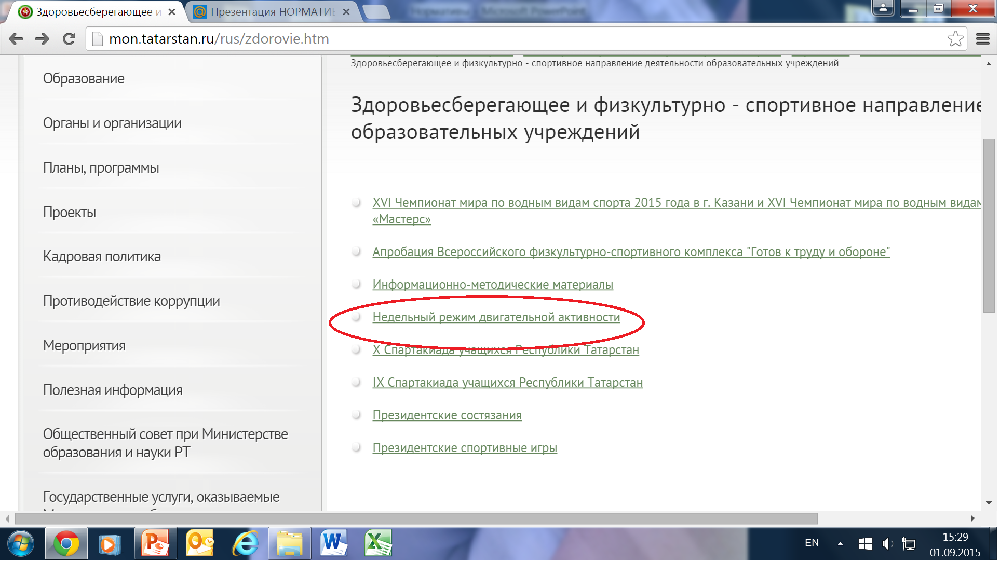 Здоровьесберегающее и
Презентация НОРМАТИВ
mon.tatarstan.ru/rus/zdorovie.htm
Образование
Органы и организации
Планы, программы
Проекты
Кадровая политика
Противодействие коррупции
Мероприятия
Полезная информация
Общественный совет при Министерстве
образования и науки РТ
Государственные услуги, оказываемые
Здоровьесберегающее и физкультурно - спортивное направление деятельности образовательных учреждений
Здоровьесберегающее и физкультурно - спортивное направление
образовательных учреждений
XVI Чемпионат мира по водным видам спорта 2015 года в г. Казани и XVI Чемпионат мира по водным видам
«Мастерс»
Апробация Всероссийского физкультурно-спортивного комплекса "Готов к труду и обороне"
Информационно-методические материалы
Недельный режим двигательной активности
X Спартакиада учащихся Республики Татарстан
IX Спартакиада учащихся Республики Татарстан
Президентские состязания
Президентские спортивные игры
EN
15:29
01.09.2015